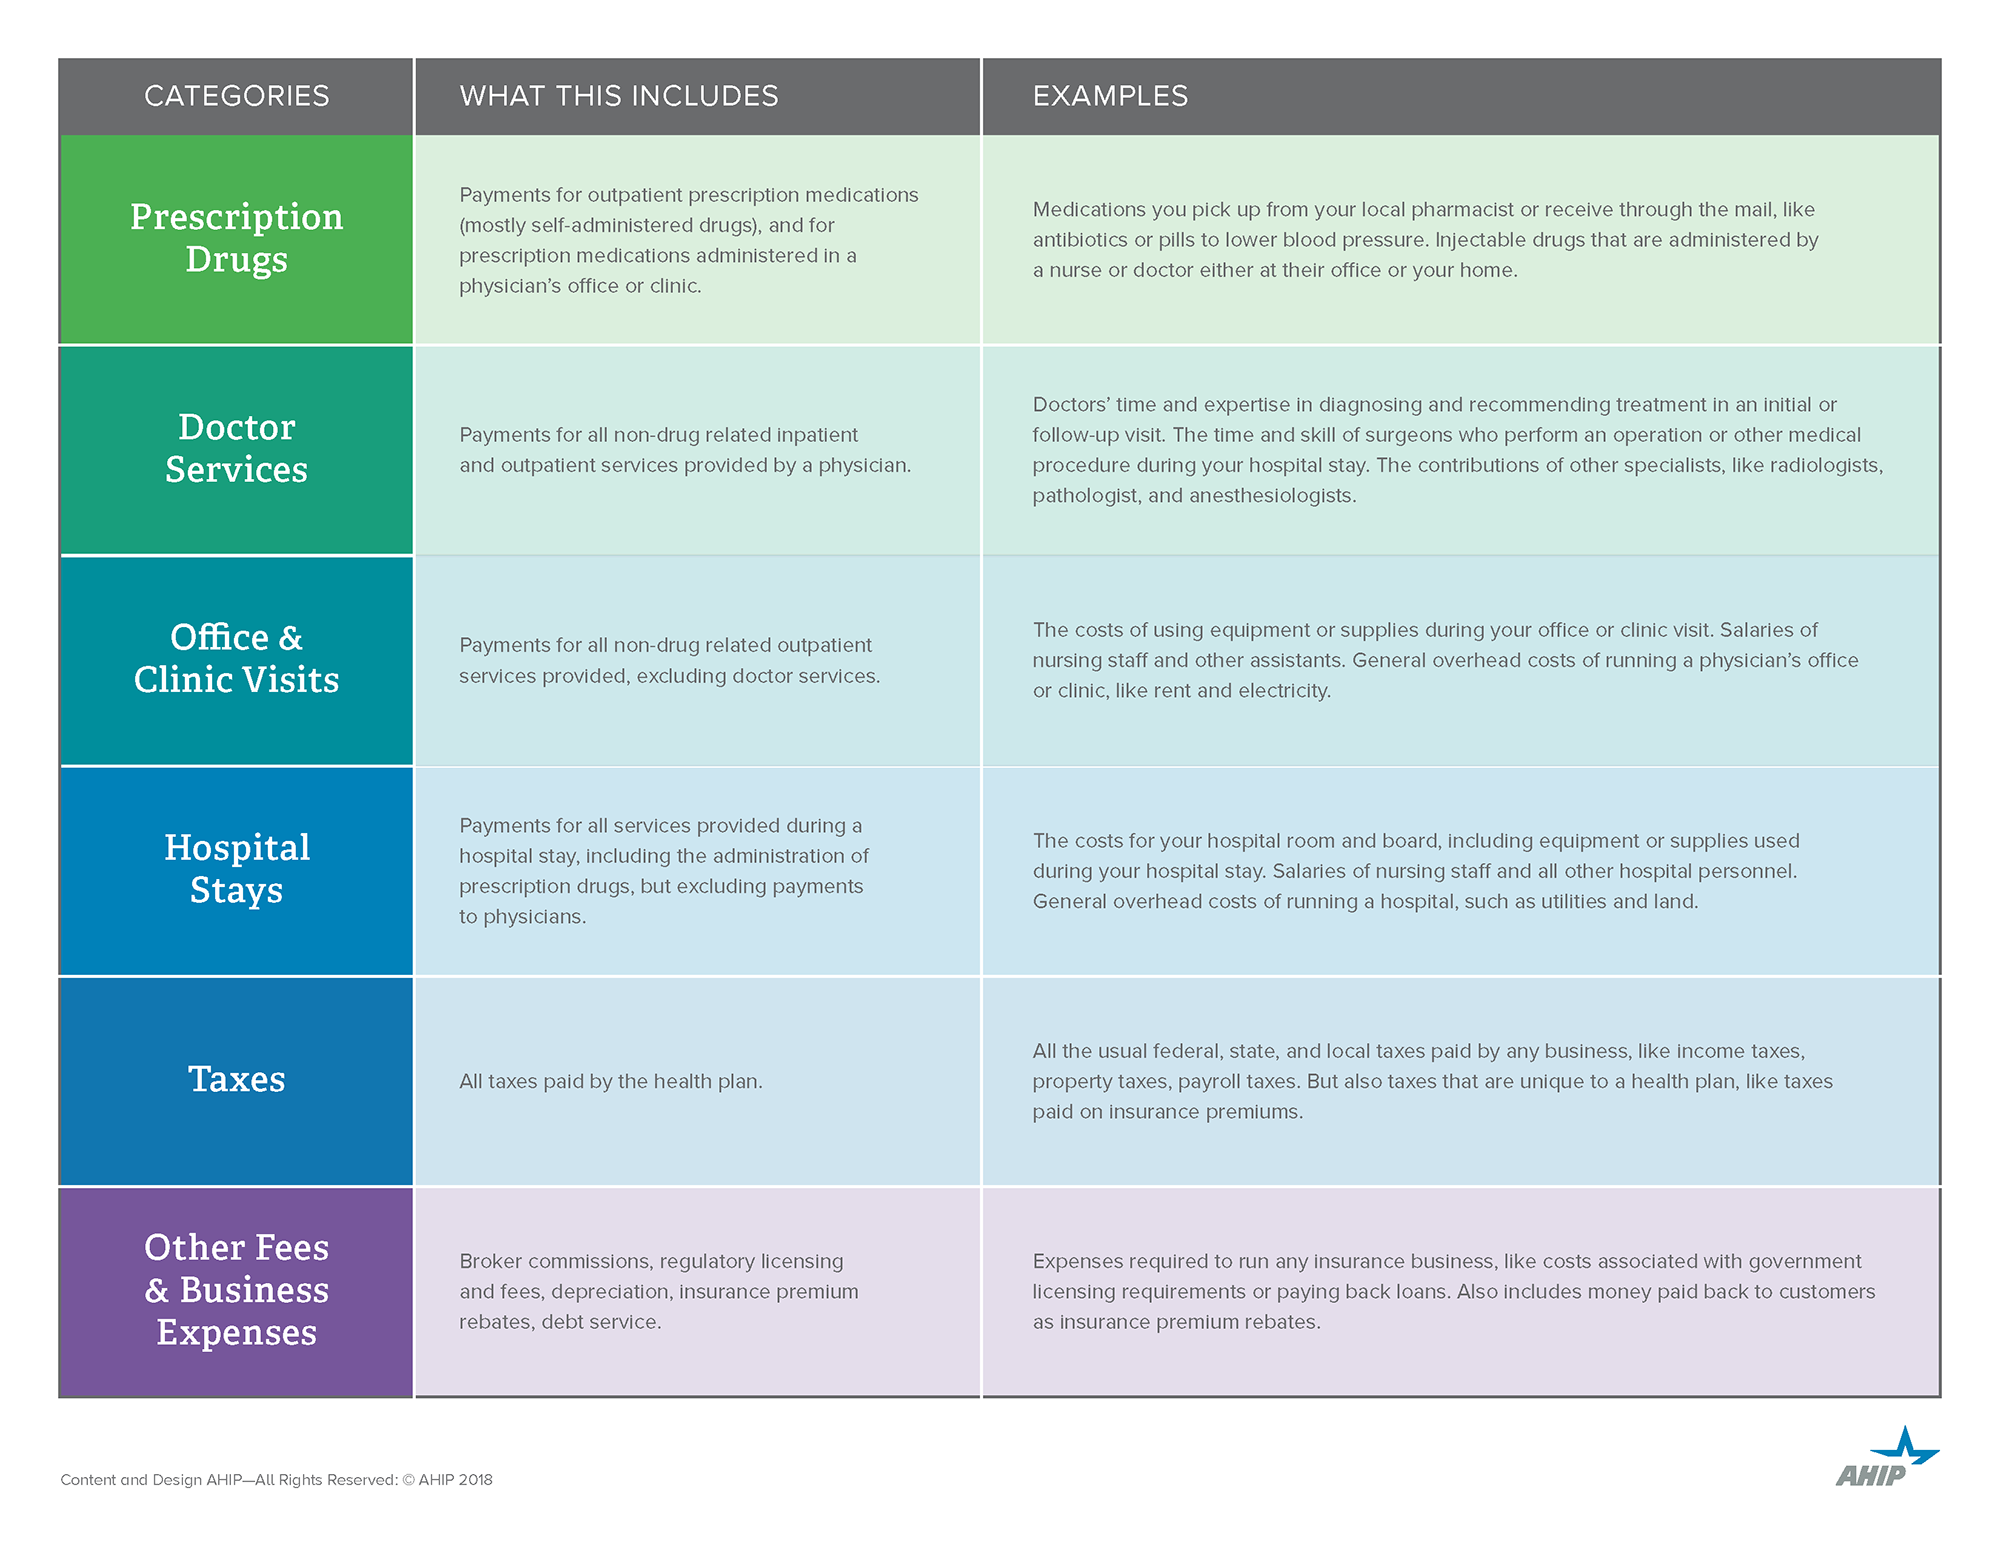 CATEGORIES
WHAT THIS INCLUDES
EXAMPLES
Prescription
Drugs
Payments for outpatient prescription medications
(mostly self-administered drugs), and for
prescription medications administered in a
physician’s office or clinic.
Medications you pick up from your local pharmacist or receive through the mail, like
antibiotics or pills to lower blood pressure. Injectable drugs that are administered by
a nurse or doctor either at their office or your home.
Doctor
Services
Payments for all non-drug related inpatient
and outpatient services provided by a physician.
Doctors’ time and expertise in diagnosing and recommending treatment in an initial or
follow-up visit. The time and skill of surgeons who perform an operation or other medical
procedure during your hospital stay. The contributions of other specialists, like radiologists,
pathologist, and anesthesiologists.
Office &
Clinic Visits
Payments for all non-drug related outpatient
services provided, excluding doctor services.
The costs of using equipment or supplies during your office or clinic visit. Salaries of
nursing staff and other assistants. General overhead costs of running a physician’s office
or clinic, like rent and electricity.
Hospital
Stays
Payments for all services provided during a
hospital stay, including the administration of
prescription drugs, but excluding payments
to physicians.
The costs for your hospital room and board, including equipment or supplies used
during your hospital stay. Salaries of nursing staff and all other hospital personnel.
General overhead costs of running a hospital, such as utilities and land.
Taxes
All taxes paid by the health plan.
All the usual federal, state, and local taxes paid by any business, like income taxes,
property taxes, payroll taxes. But also taxes that are unique to a health plan, like taxes
paid on insurance premiums.
Other Fees
& Business
Expenses
Broker commissions, regulatory licensing
and fees, depreciation, insurance premium
rebates, debt service.
Expenses required to run any insurance business, like costs associated with government
licensing requirements or paying back loans. Also includes money paid back to customers
as insurance premium rebates.
Content and Design AHIP—All Rights Reserved: © AHIP 2018
AHIP